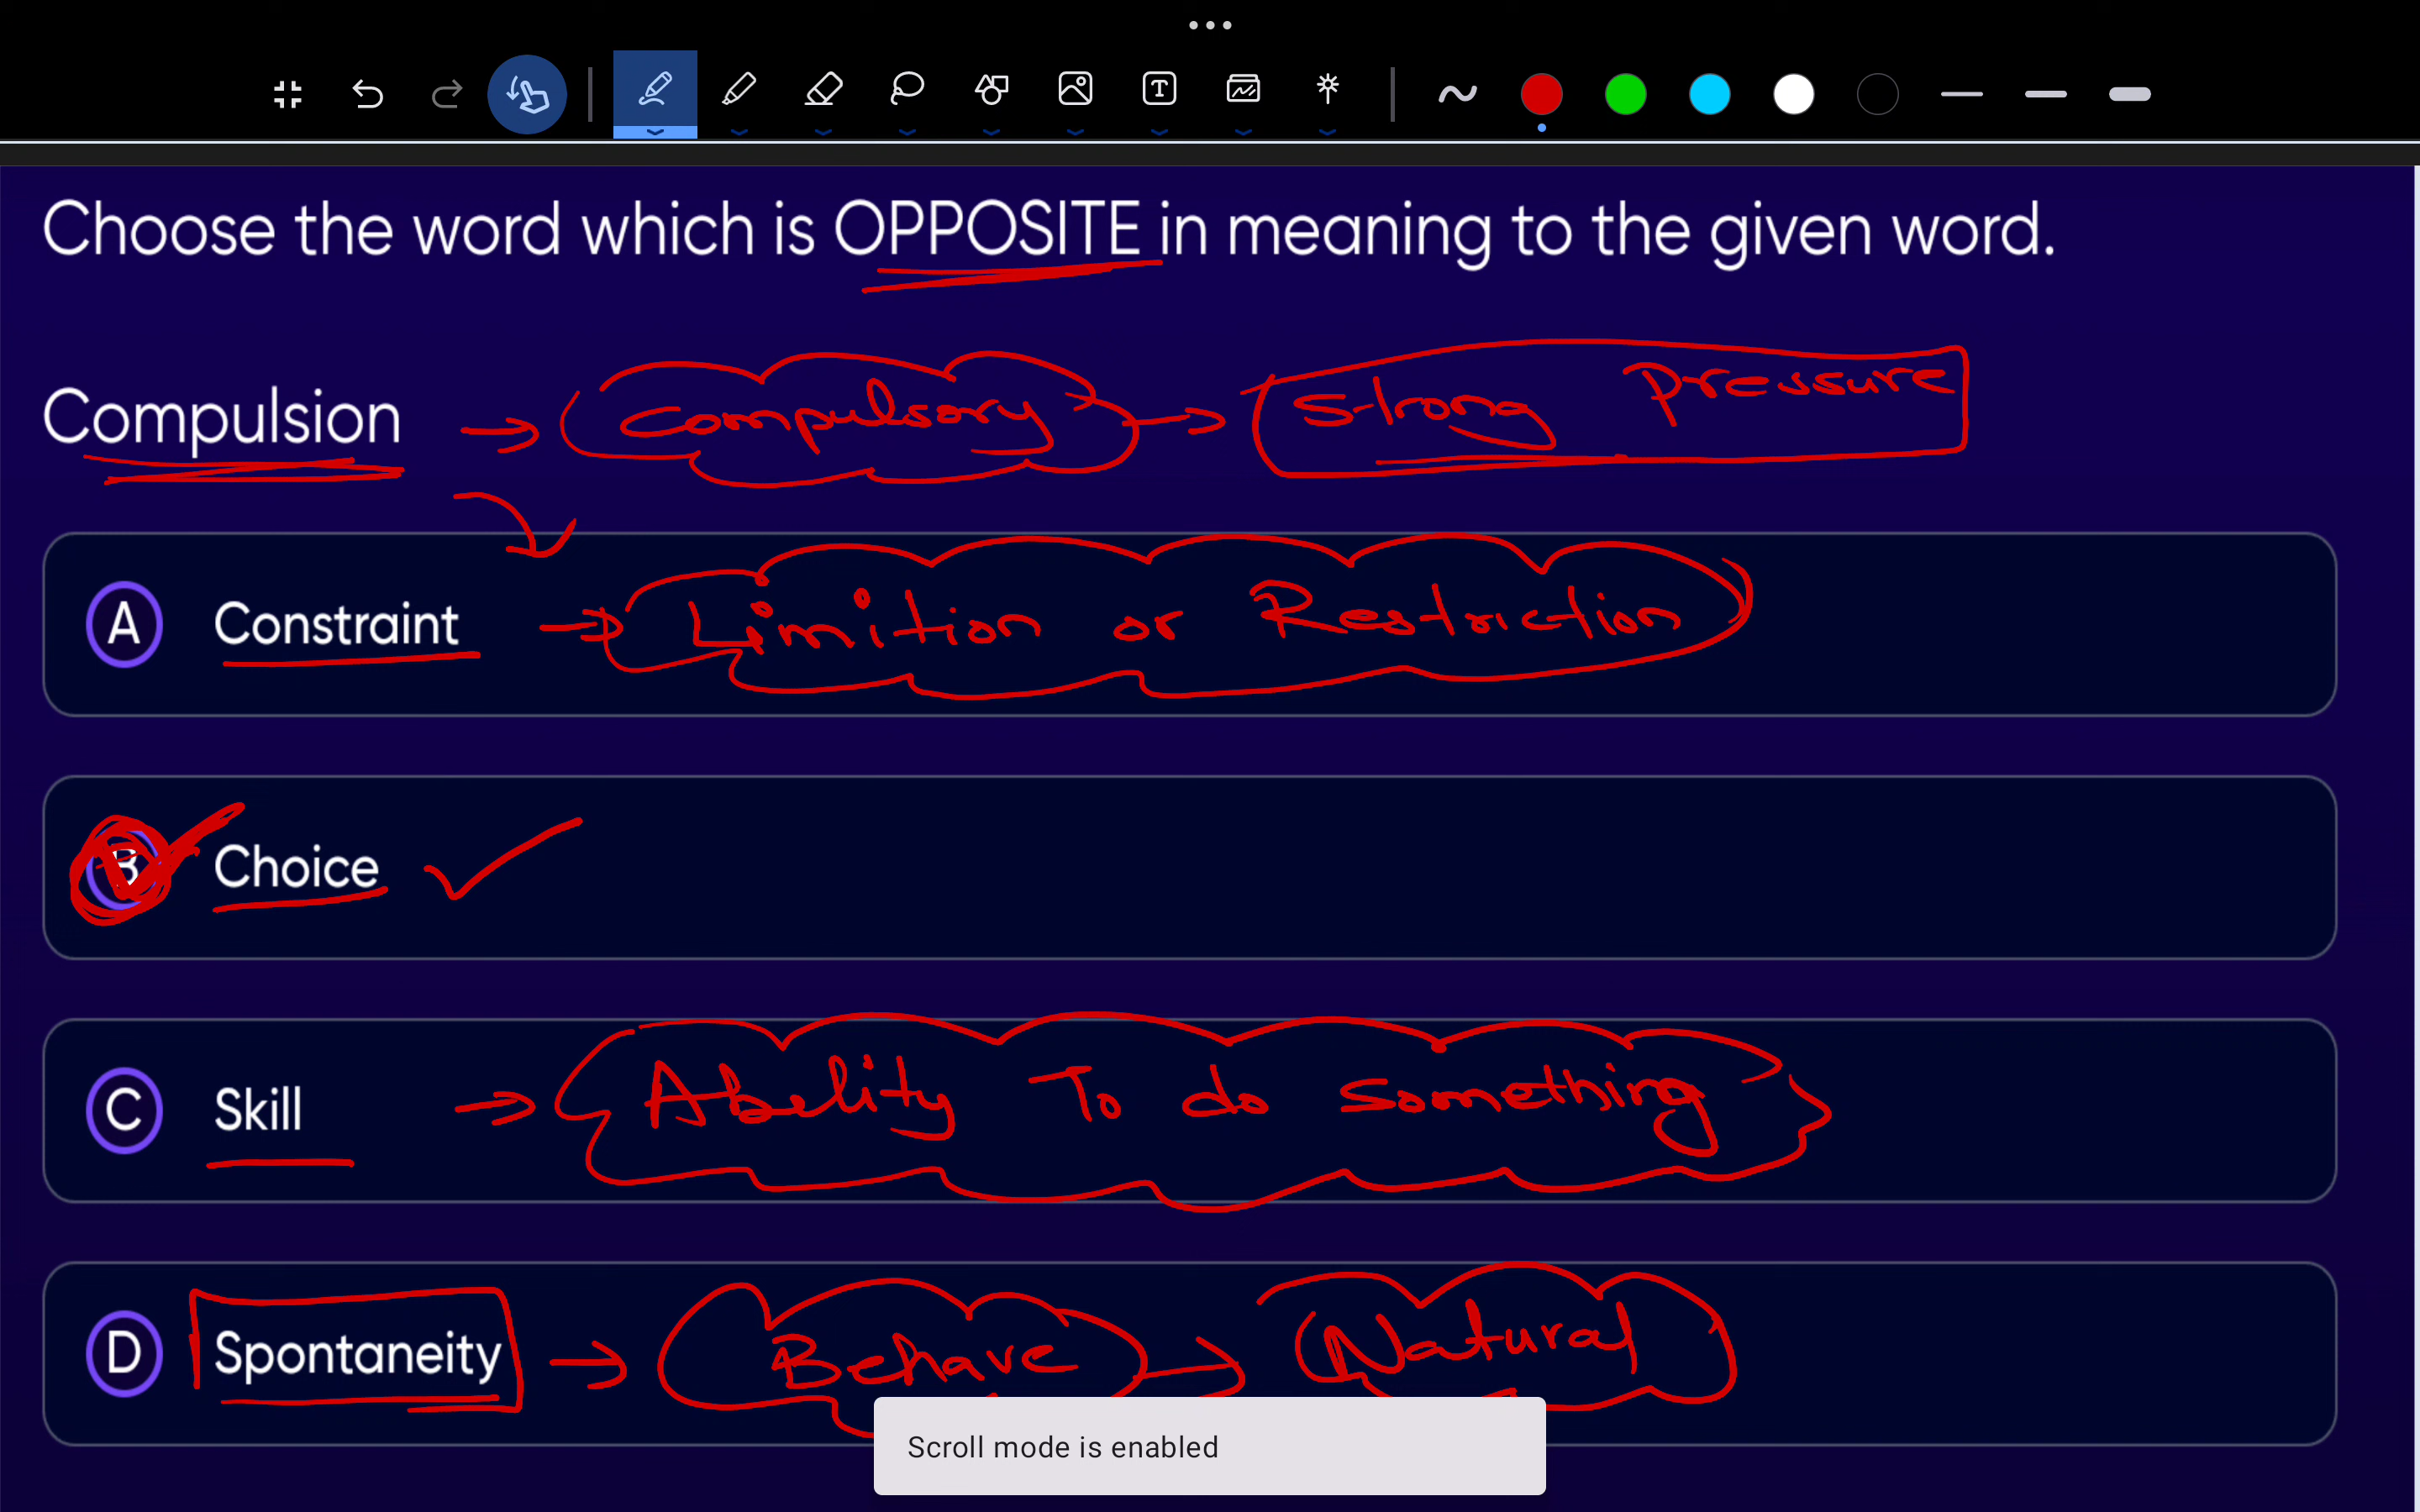 Choose the word which is OPPOSITE in meaning to the given word.
Compulsion → Compulsary → Strong Pressure
A Constraint → Limition or Restriction
B Choice
C Skill → Ability To do Something
D Spontaneity → Behave → Natural
Scroll mode is enabled